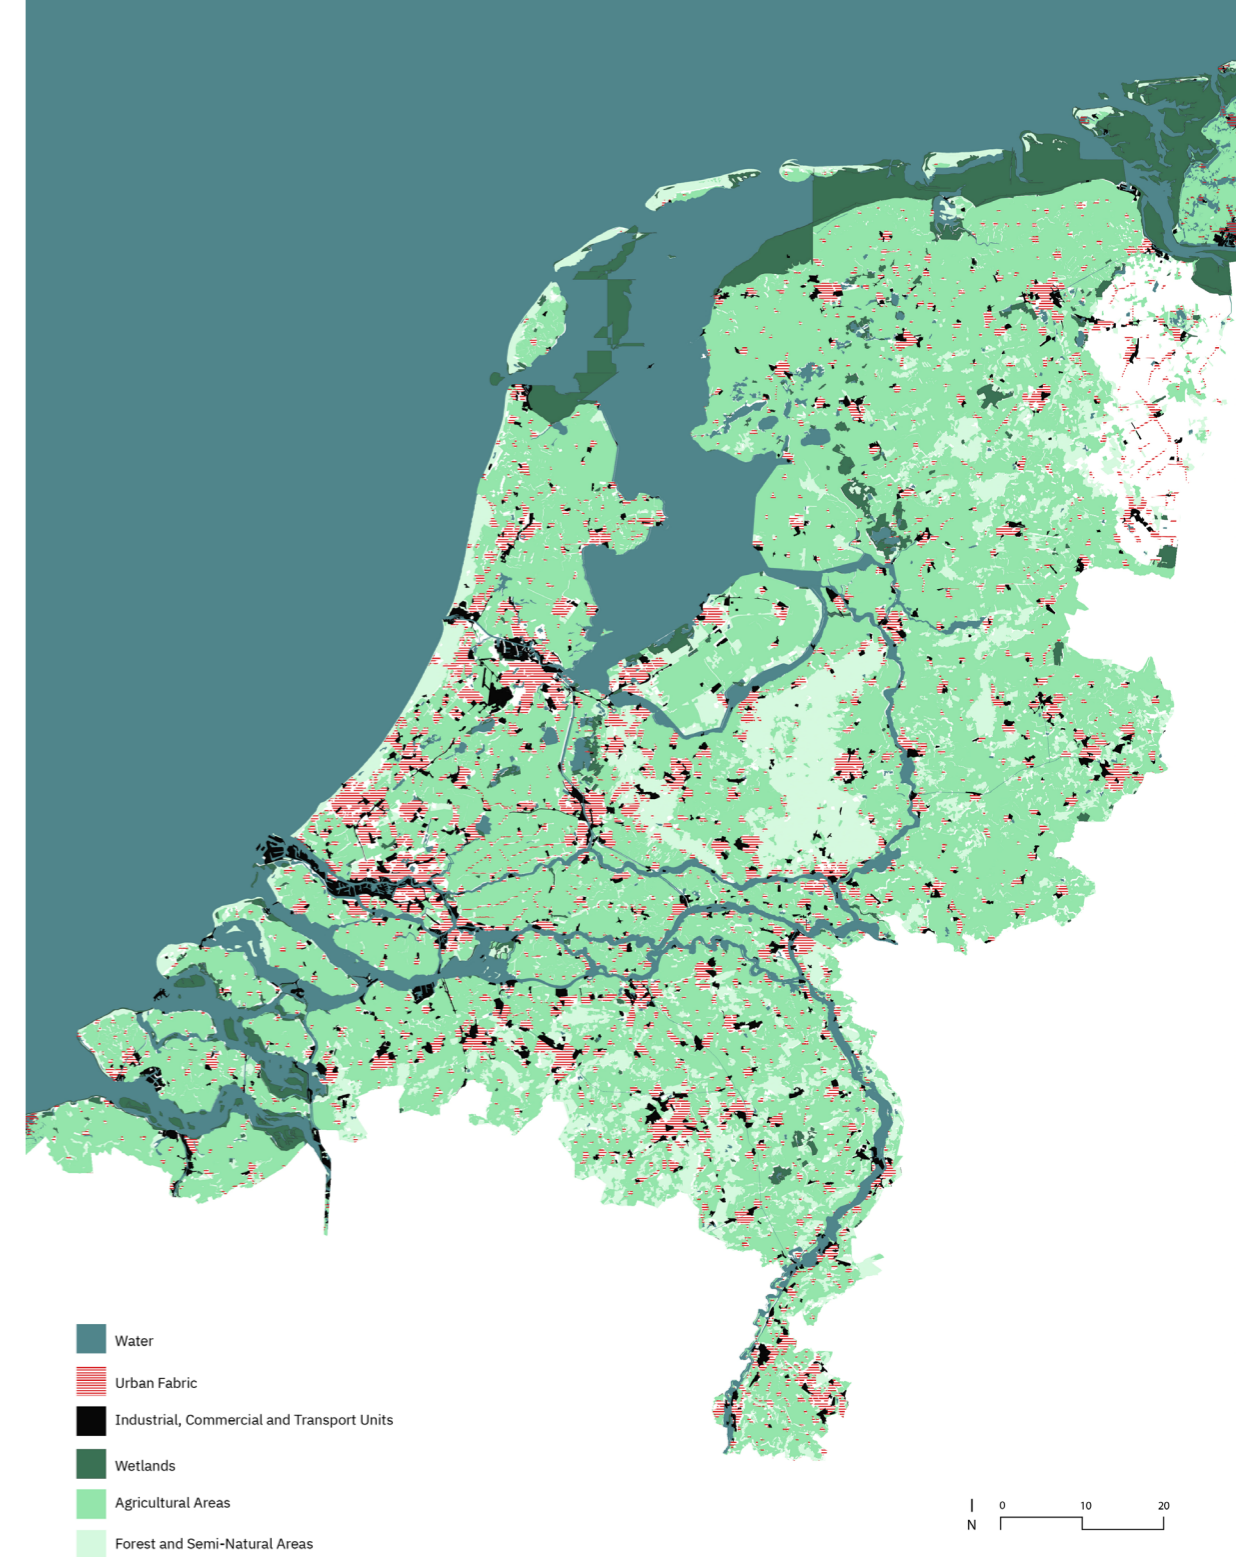 Water
Urban Fabric
Industrial, Commercial and Transport Units
Wetlands
Agricultural Areas
Forest and Semi-Natural Areas
N
0 10 20